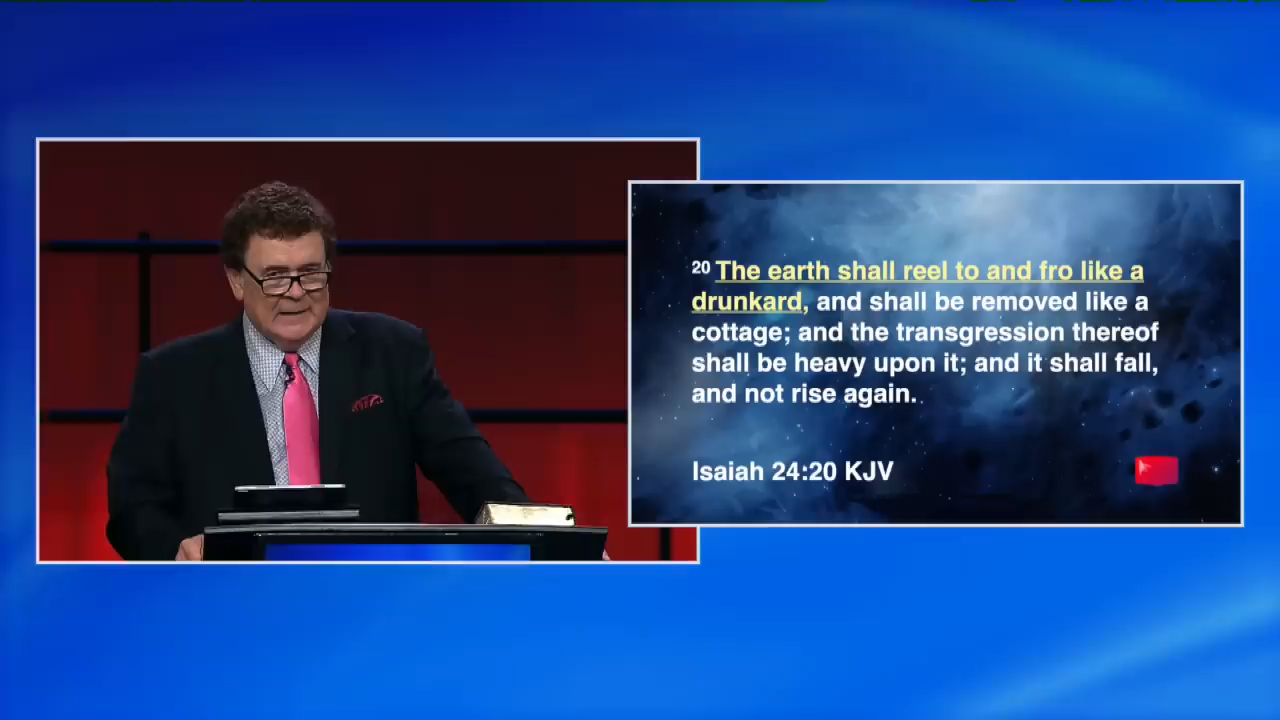 20 The earth shall reel to and fro like a
drunkard, and shall be removed like a
cottage; and the transgression thereof
shall be heavy upon it; and it shall fall,
and not rise again.
Isaiah 24:20 KJV